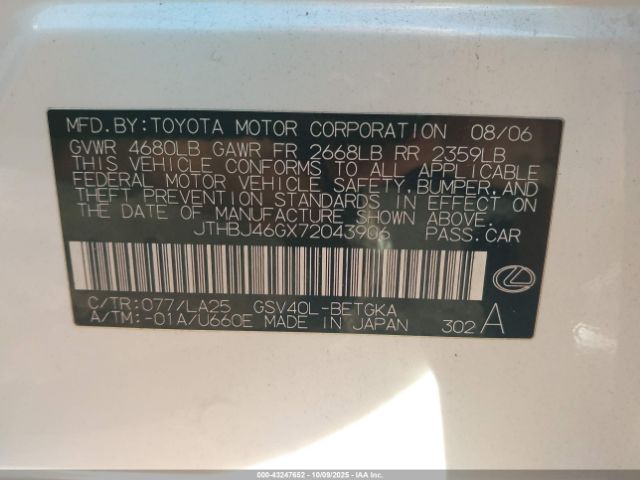 MFD.BY:TOYOTA MOTOR CORPORATION 08/06
GVWR 4680LB GAWR FR 2668LB RR 2359LB
THIS VEHICLE CONFORMS TO ALL APPLICABLE
FEDERAL MOTOR VEHICLE SAFETY,BUMPER,AND
THEFT PREVENTION STANDARDS IN EFFECT ON
THE DATE OF MANUFACTURE SHOWN ABOVE.
JTHBJ46GX72043906 PASS.CAR
C/TR:077/LA25 GSV40L-BETGKA
A/TM:-01A/U660E MADE IN JAPAN 302 A
000-43247652 - 10/09/2025 - IAA Inc.